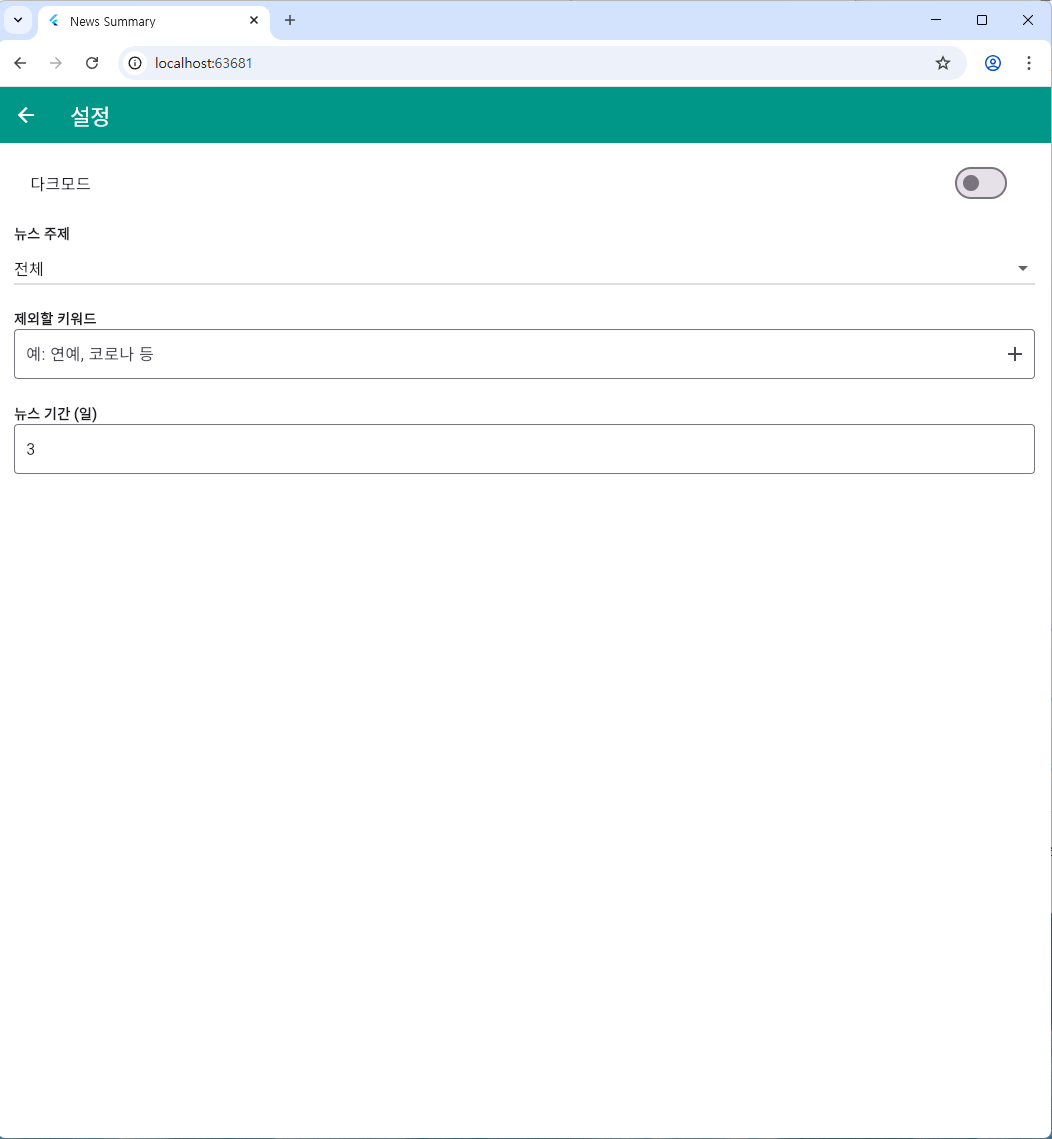 News Summary
localhost:63681
설정
다크모드
뉴스 주제
전체
제외할 키워드
예: 연예, 코로나 등
뉴스 기간 (일)
3